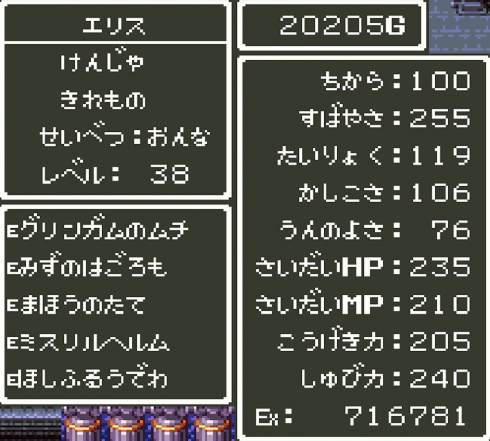 エリス
けんじゃ
きれもの
せいべつ：おんな
レベル： 38
Eグリンガムのムチ
Eみずのはごろも
Eまほうのたて
Eミスリルヘルム
Eほしふるうでわ
20205G
ちから：100
すばやさ：255
たいりょく：119
かしこさ：106
うんのよさ： 76
さいだいHP：235
さいだいMP：210
こうげき力：205
しゅび力：240
Ex： 716781